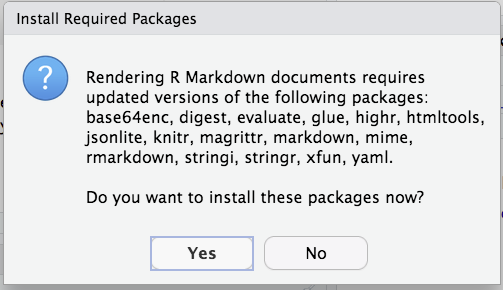 Install Required Packages
?
Rendering R Markdown documents requires
updated versions of the following packages:
base64enc, digest, evaluate, glue, highr, htmltools,
jsonlite, knitr, magrittr, markdown, mime,
rmarkdown, stringi, stringr, xfun, yaml.
Do you want to install these packages now?
Yes No